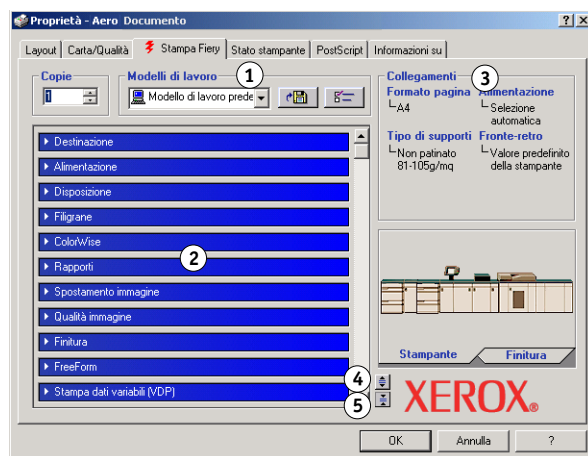 Proprietà - Aero Documento
Layout
Carta/Qualità
Stampa Fiery
Stato stampante
PostScript
Informazioni su
Copie
1
Modelli di lavoro
1
Modello di lavoro prede
Collegamenti
3
Formato pagina
A4
Alimentazione
Selezione
automatica
Tipo di supporti
Non patinato
81-105g/mq
Fronte-retro
Valore predefinito
della stampante
Destinazione
Alimentazione
Disposizione
Filigrane
ColorWise
2
Rapporti
Spostamento immagine
Qualità immagine
Finitura
FreeForm
Stampa dati variabili (VDP)
Stampante
Finitura
4
5
XEROX®
OK
Annulla
?